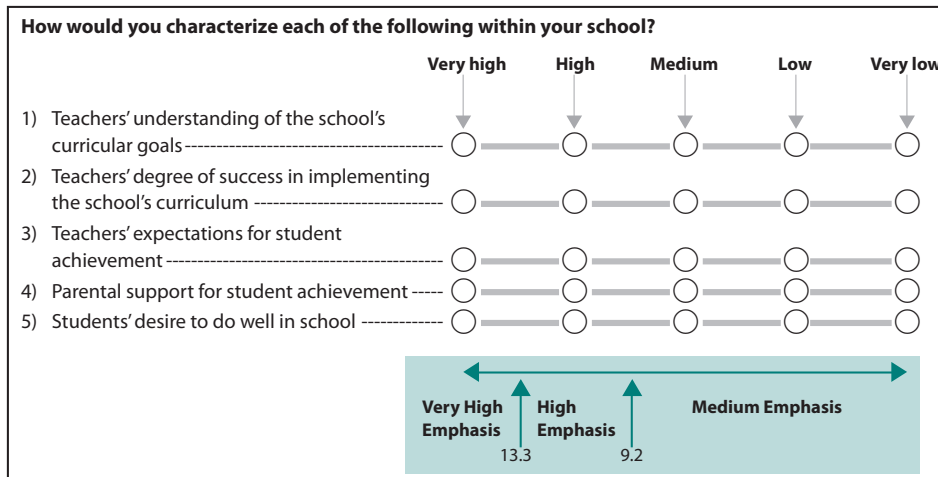 How would you characterize each of the following within your school?
Very high High Medium Low Very low
1) Teachers' understanding of the school's
curricular goals
2) Teachers' degree of success in implementing
the school's curriculum
3) Teachers' expectations for student
achievement
4) Parental support for student achievement
5) Students' desire to do well in school
Very High High Medium Emphasis
Emphasis Emphasis
13.3 9.2